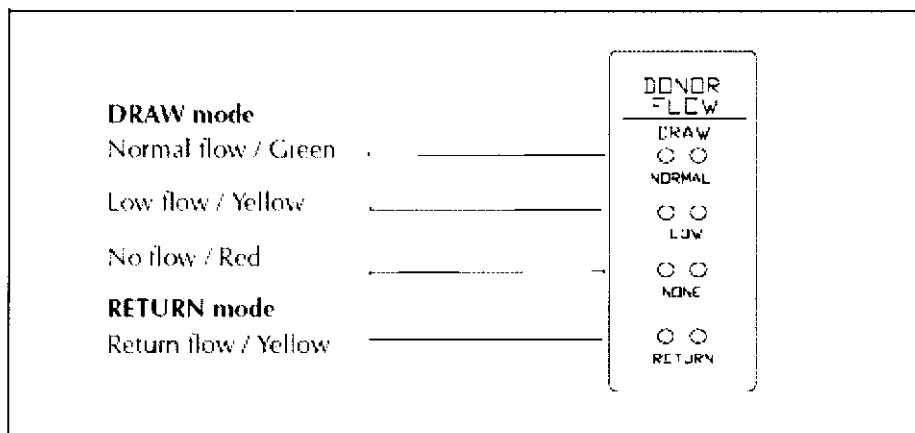 DRAW mode
Normal flow / Green
Low flow / Yellow
No flow / Red
RETURN mode
Return flow / Yellow
DONOR
FLOW
DRAW
NORMAL
LOW
NONE
RETURN